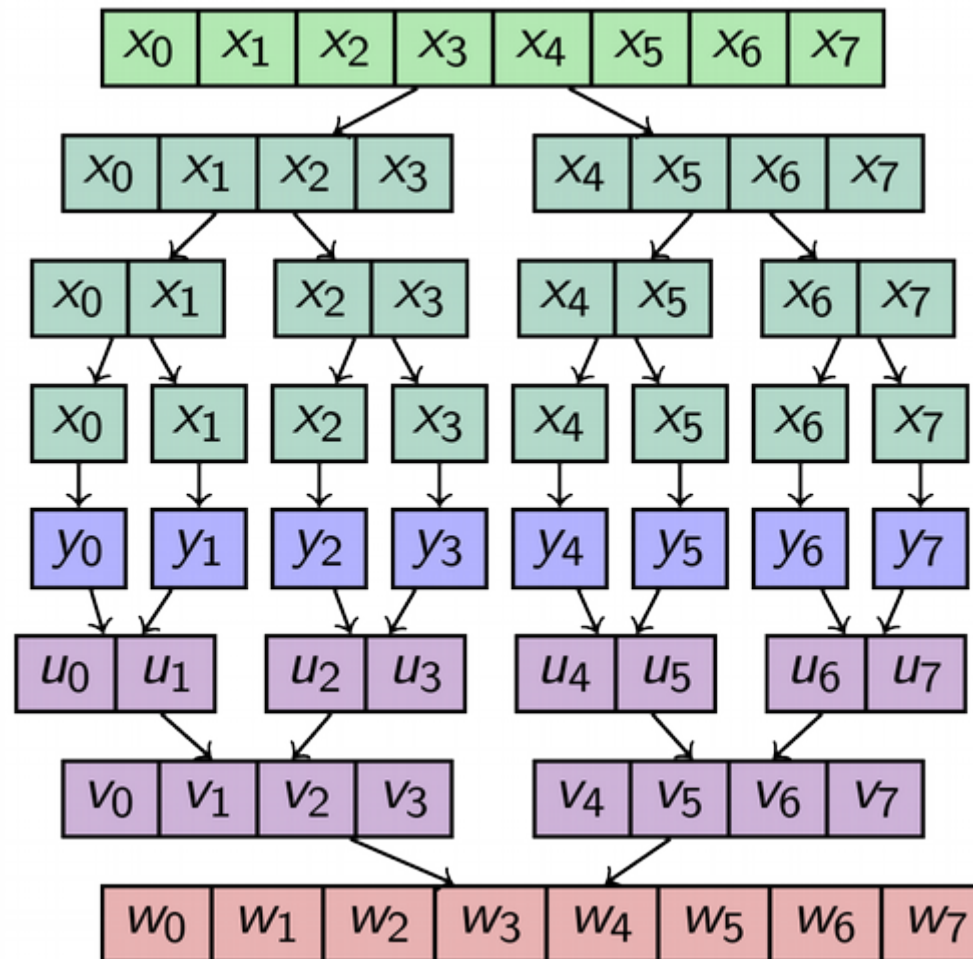 x₀ x₁ x₂ x₃ x₄ x₅ x₆ x₇
x₀ x₁ x₂ x₃ x₄ x₅ x₆ x₇
x₀ x₁ x₂ x₃ x₄ x₅ x₆ x₇
x₀ x₁ x₂ x₃ x₄ x₅ x₆ x₇
y₀ y₁ y₂ y₃ y₄ y₅ y₆ y₇
u₀ u₁ u₂ u₃ u₄ u₅ u₆ u₇
v₀ v₁ v₂ v₃ v₄ v₅ v₆ v₇
w₀ w₁ w₂ w₃ w₄ w₅ w₆ w₇